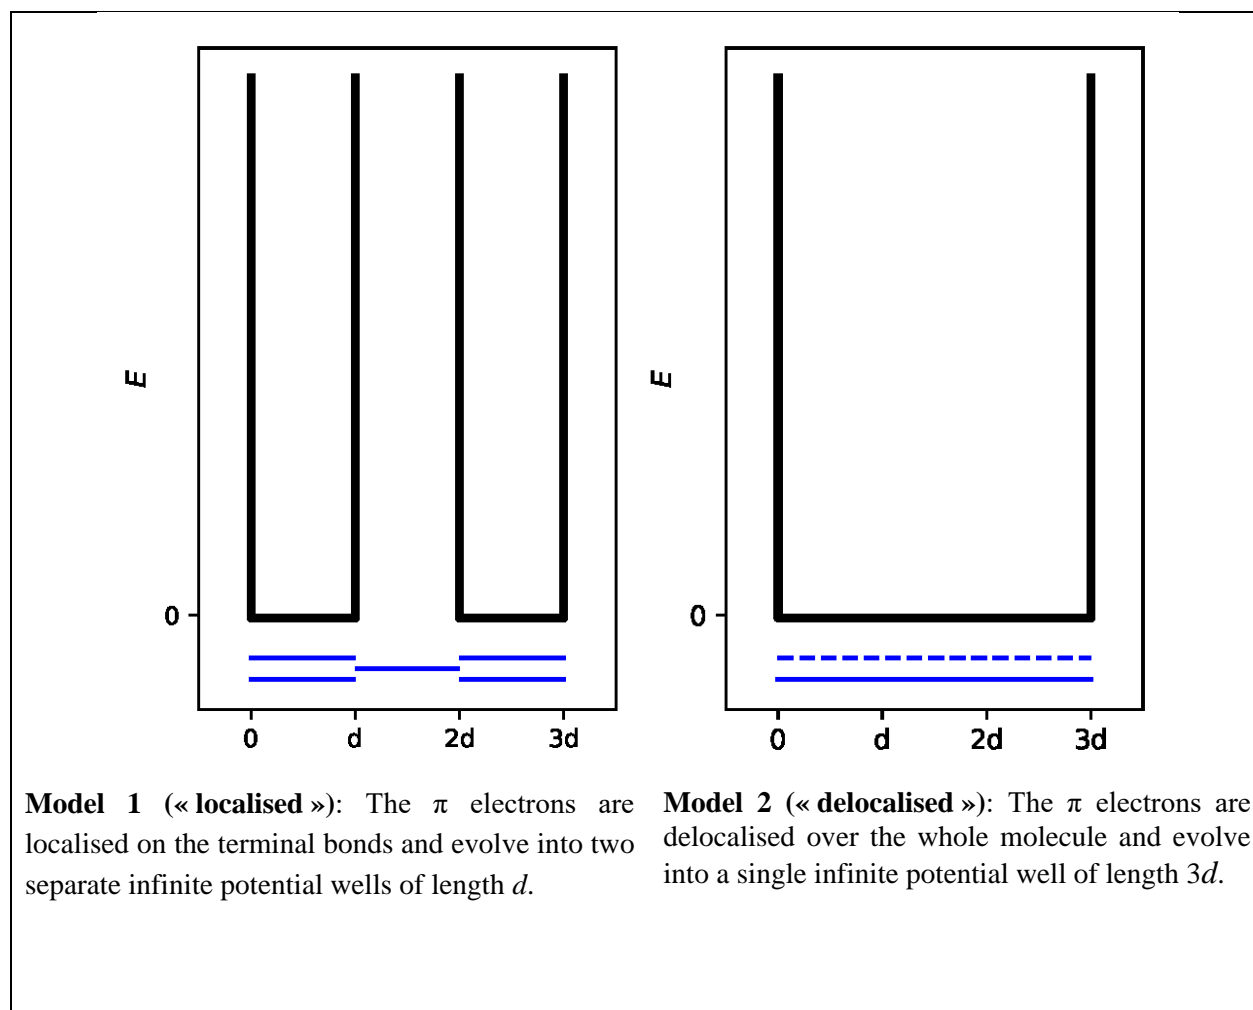 E
0
0 d 2d 3d
E
0
0 d 2d 3d
Model 1 (« localised »): The π electrons are
localised on the terminal bonds and evolve into two
separate infinite potential wells of length d.
Model 2 (« delocalised »): The π electrons are
delocalised over the whole molecule and evolve
into a single infinite potential well of length 3d.